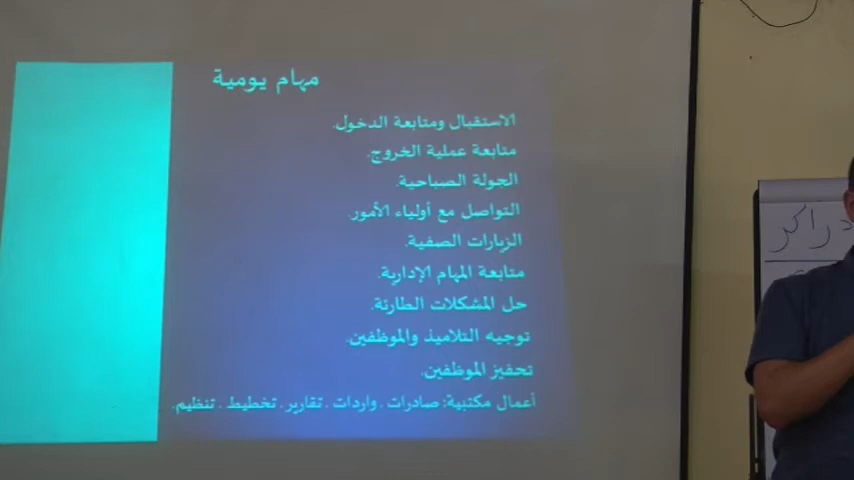 مهام يومية
الاستقبال ومتابعة الدخول.
متابعة عملية الخروج.
الجولة الصباحية.
التواصل مع أولياء الأمور.
الزيارات الصفية.
متابعة المهام الإدارية.
حل المشكلات الطارئة.
توجيه التلاميذ والموظفين.
تحفيز الموظفين.
أعمال مكتبية: صادرات . واردات . تقارير . تخطيط . تنظيم.